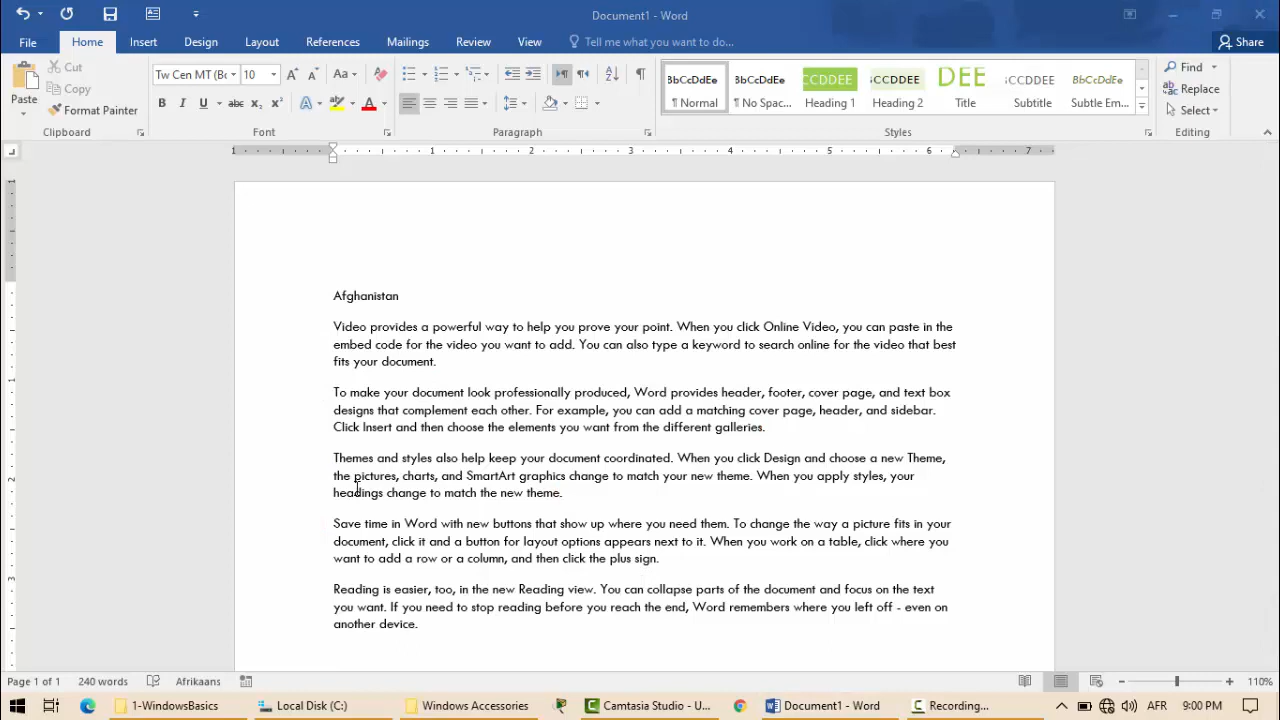 Document1 - Word
File Home Insert Design Layout References Mailings Review View Tell me what you want to do... Share
Cut
Copy
Format Painter
Paste
Tw Cen MT (Bo 10
AaBbCcDdEe
Find
Replace
Select
¶ Normal ¶ No Spac... Heading 1 Heading 2 Title Subtitle Subtle Em...
Clipboard Font Paragraph Styles Editing
1 1 2 3 4 5 6 7
Afghanistan
Video provides a powerful way to help you prove your point. When you click Online Video, you can paste in the
embed code for the video you want to add. You can also type a keyword to search online for the video that best
fits your document.
To make your document look professionally produced, Word provides header, footer, cover page, and text box
designs that complement each other. For example, you can add a matching cover page, header, and sidebar.
Click Insert and then choose the elements you want from the different galleries.
Themes and styles also help keep your document coordinated. When you click Design and choose a new Theme,
the pictures, charts, and SmartArt graphics change to match your new theme. When you apply styles, your
headings change to match the new theme.
Save time in Word with new buttons that show up where you need them. To change the way a picture fits in your
document, click it and a button for layout options appears next to it. When you work on a table, click where you
want to add a row or a column, and then click the plus sign.
Reading is easier, too, in the new Reading view. You can collapse parts of the document and focus on the text
you want. If you need to stop reading before you reach the end, Word remembers where you left off - even on
another device.
Page 1 of 1 240 words Afrikaans 110%
1-WindowsBasics Local Disk (C:) Windows Accessories Camtasia Studio - U... Document1 - Word Recording... AFR 9:00 PM